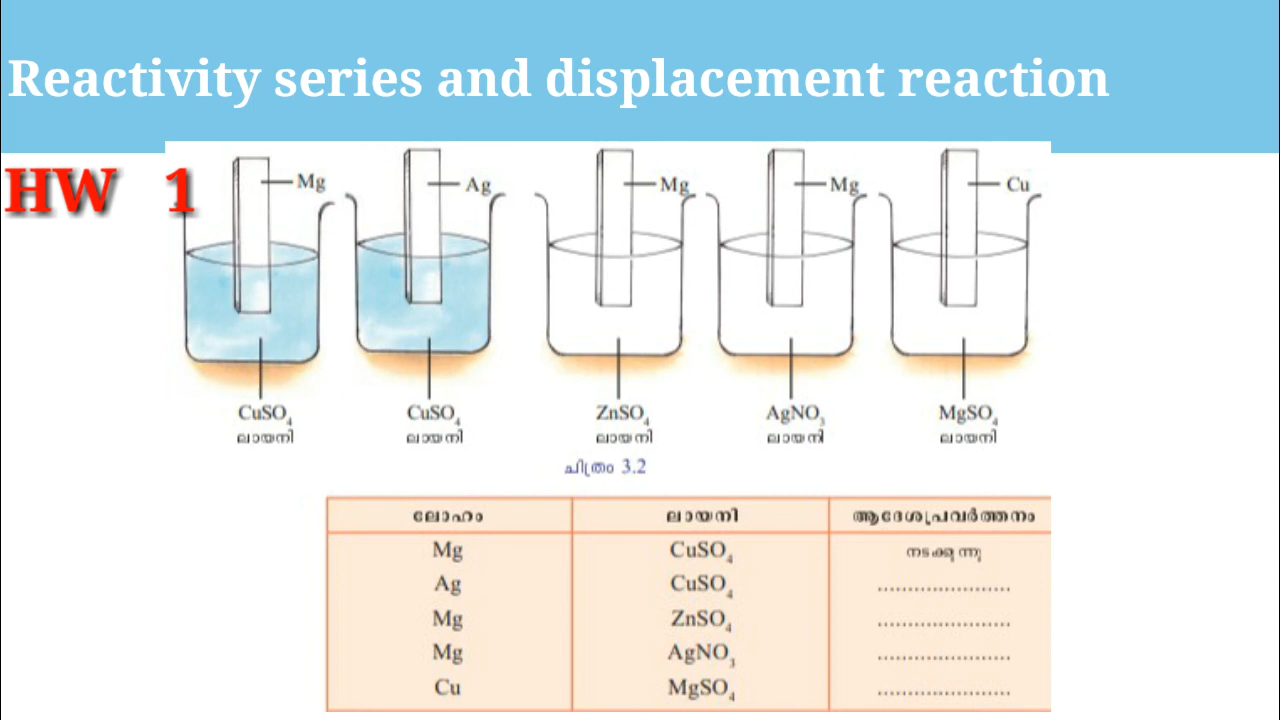 Reactivity series and displacement reaction
HW 1
Mg Ag Mg Mg Cu
CuSO₄ CuSO₄ ZnSO₄ AgNO₃ MgSO₄
ലായനി ലായനി ലായനി ലായനി ലായനി
ചിത്രം 3.2
ലോഹം ലായനി ആദേശപ്രവർത്തനം
Mg CuSO₄ നടക്കുന്നു
Ag CuSO₄ ......................
Mg ZnSO₄ ......................
Mg AgNO₃ ......................
Cu MgSO₄ ......................